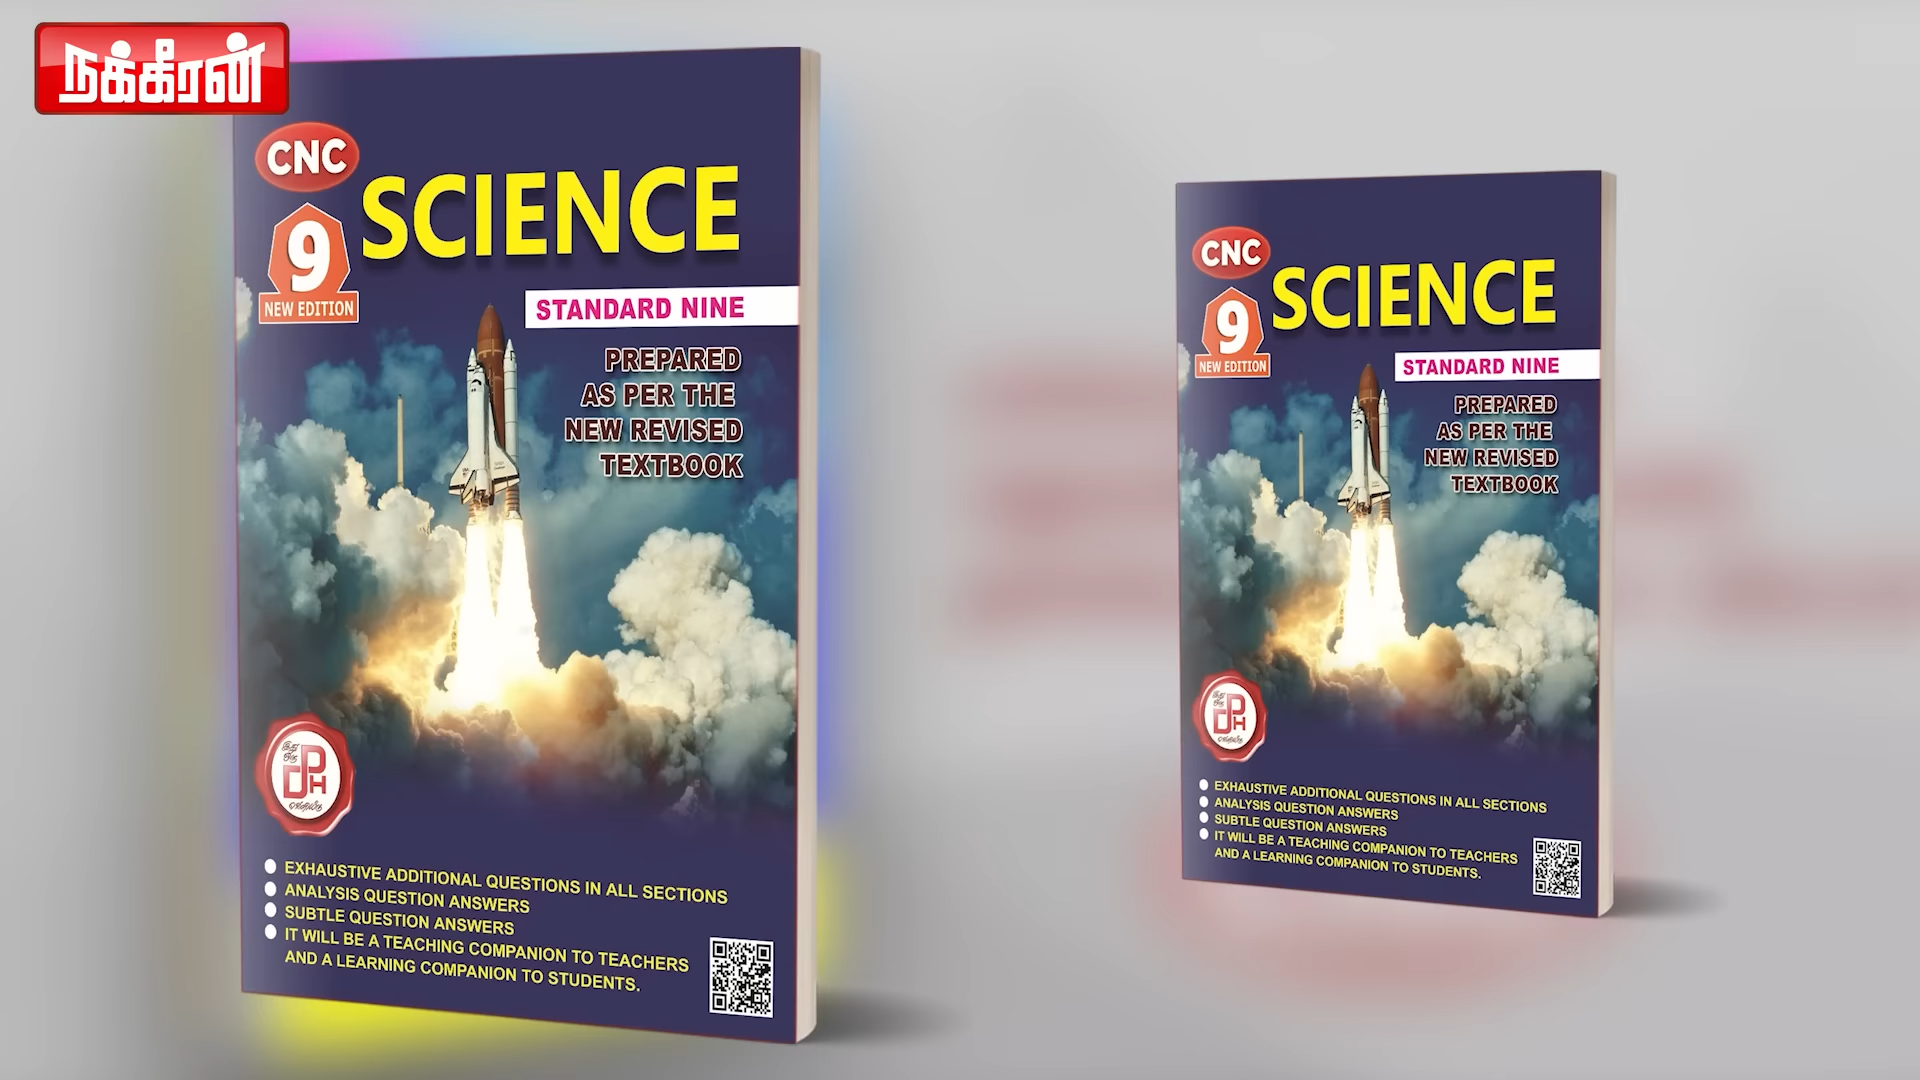 நக்கீரன்
CNC
SCIENCE
9
NEW EDITION
STANDARD NINE
PREPARED
AS PER THE
NEW REVISED
TEXTBOOK
DPH
EXHAUSTIVE ADDITIONAL QUESTIONS IN ALL SECTIONS
ANALYSIS QUESTION ANSWERS
SUBTLE QUESTION ANSWERS
IT WILL BE A TEACHING COMPANION TO TEACHERS
AND A LEARNING COMPANION TO STUDENTS.
CNC
SCIENCE
9
NEW EDITION
STANDARD NINE
PREPARED
AS PER THE
NEW REVISED
TEXTBOOK
DPH
EXHAUSTIVE ADDITIONAL QUESTIONS IN ALL SECTIONS
ANALYSIS QUESTION ANSWERS
SUBTLE QUESTION ANSWERS
IT WILL BE A TEACHING COMPANION TO TEACHERS
AND A LEARNING COMPANION TO STUDENTS.